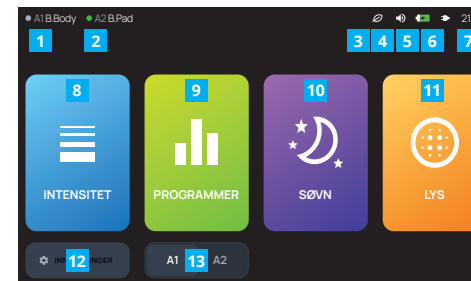 A1 B.Body A2 B.Pad 21
1 2 3 4 5 6 7
8 9 10 11
INTENSITET PROGRAMMER SØVN LYS
12 A1 13 A2